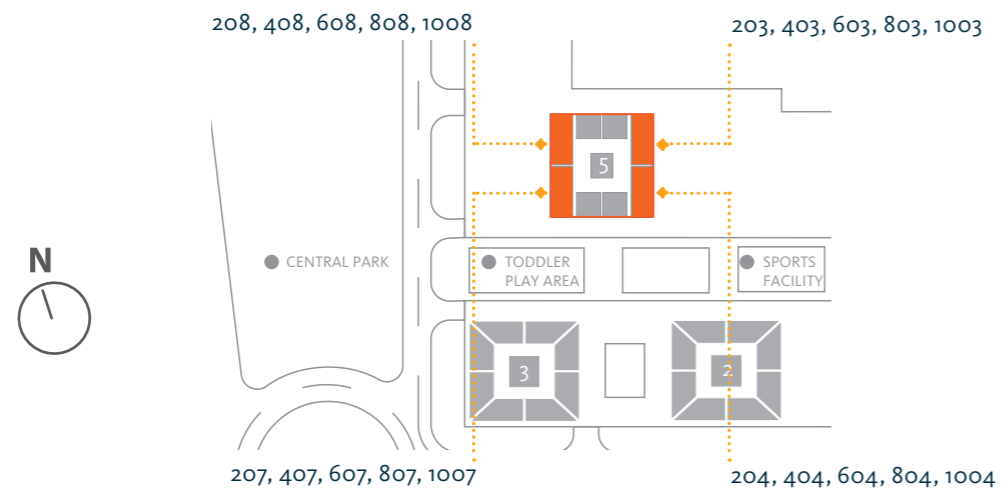 208, 408, 608, 808, 1008
203, 403, 603, 803, 1003
5
N
CENTRAL PARK
TODDLER
PLAY AREA
SPORTS
FACILITY
3
2
207, 407, 607, 807, 1007
204, 404, 604, 804, 1004